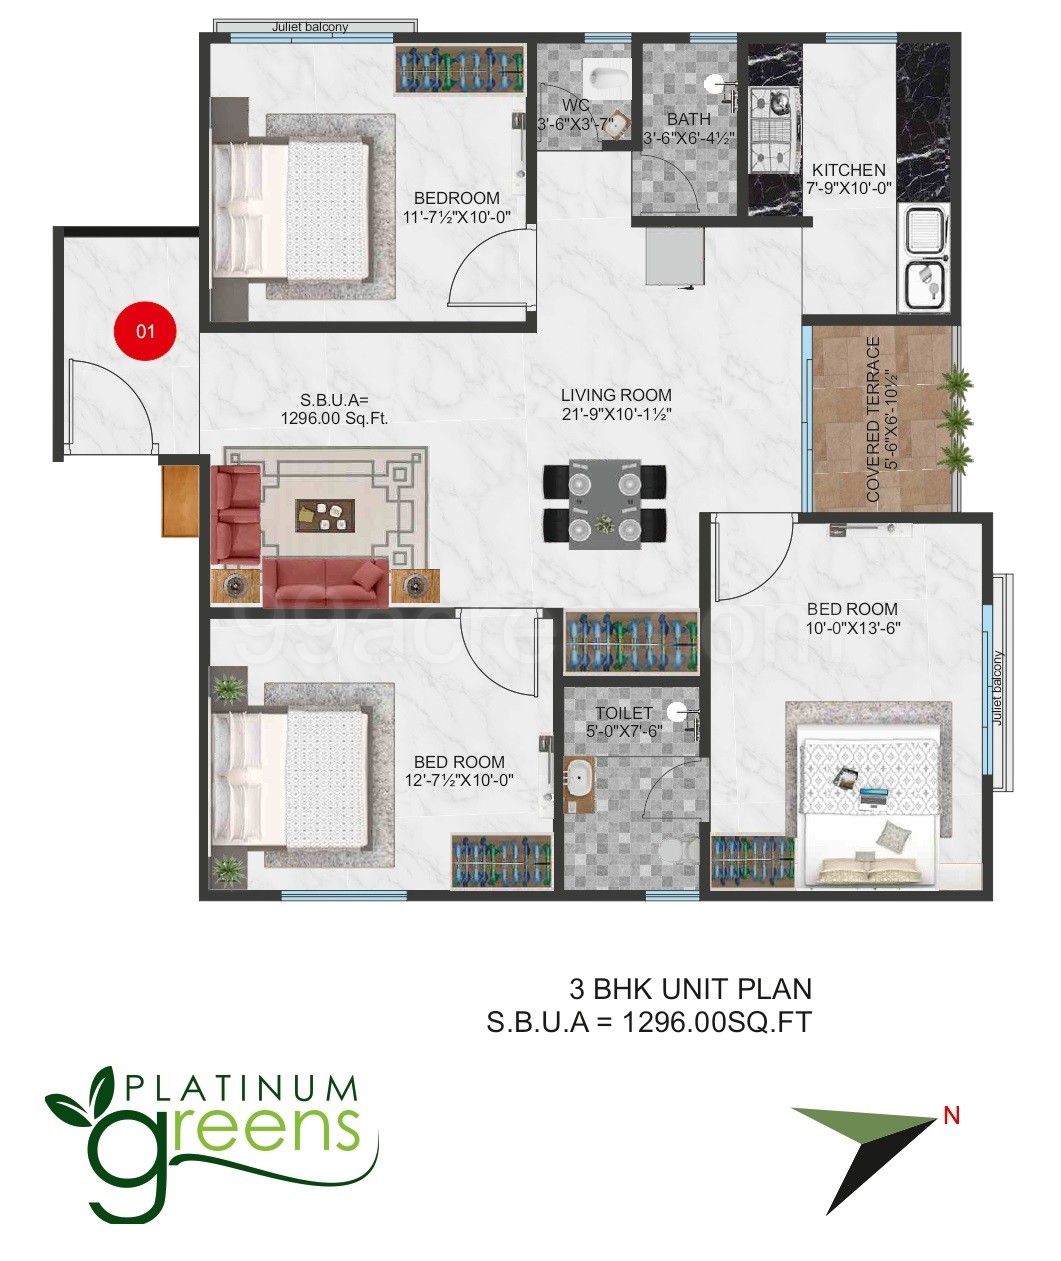 Juliet balcony
WC
3'-6"X3'-7"
BATH
3'-6"X6'-4½"
KITCHEN
7'-9"X10'-0"
BEDROOM
11'-7½"X10'-0"
01
S.B.U.A=
1296.00 Sq.Ft.
LIVING ROOM
21'-9"X10'-1½"
COVERED TERRACE
5'-6"X6'-10½"
BED ROOM
10'-0"X13'-6"
99acres.com
Juliet balcony
TOILET
5'-0"X7'-6"
BED ROOM
12'-7½"X10'-0"
3 BHK UNIT PLAN
S.B.U.A = 1296.00SQ.FT
PLATINUM
greens
N